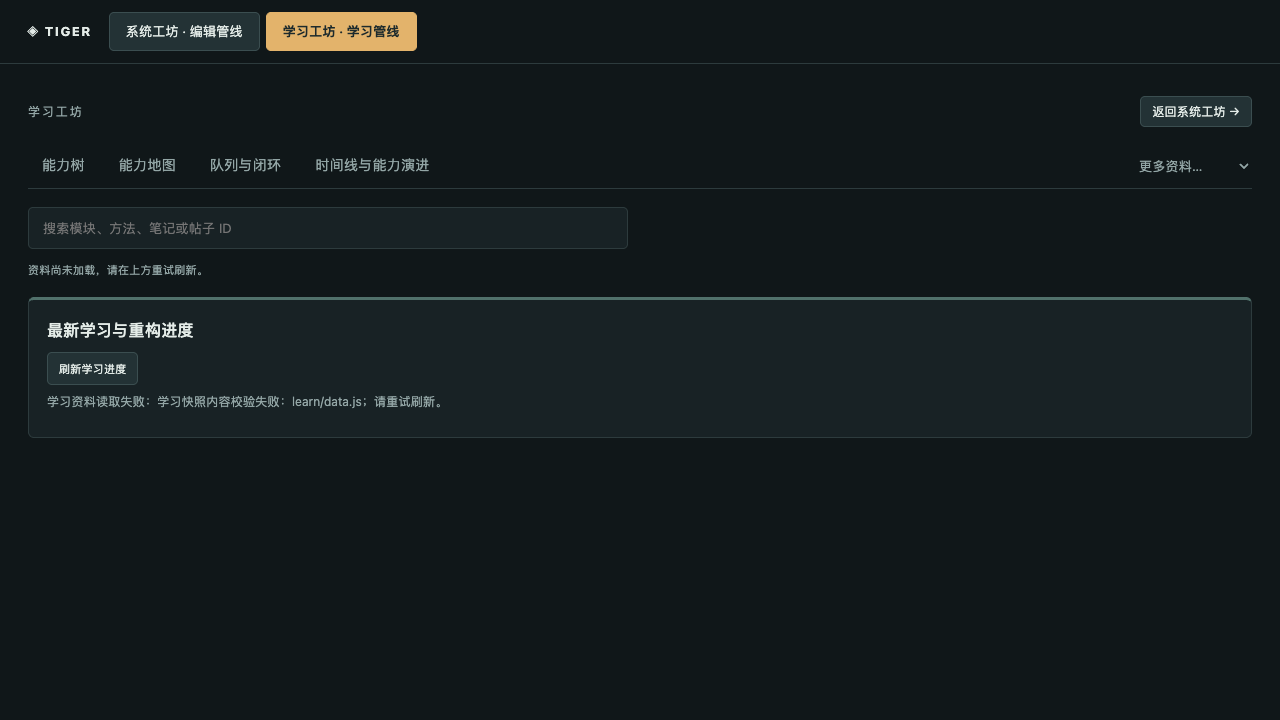 ◈ TIGER
系统工坊 · 编辑管线
学习工坊 · 学习管线
学习工坊
返回系统工坊 →
能力树
能力地图
队列与闭环
时间线与能力演进
更多资料...
搜索模块、方法、笔记或帖子 ID
资料尚未加载，请在上方重试刷新。
最新学习与重构进度
刷新学习进度
学习资料读取失败：学习快照内容校验失败：learn/data.js；请重试刷新。